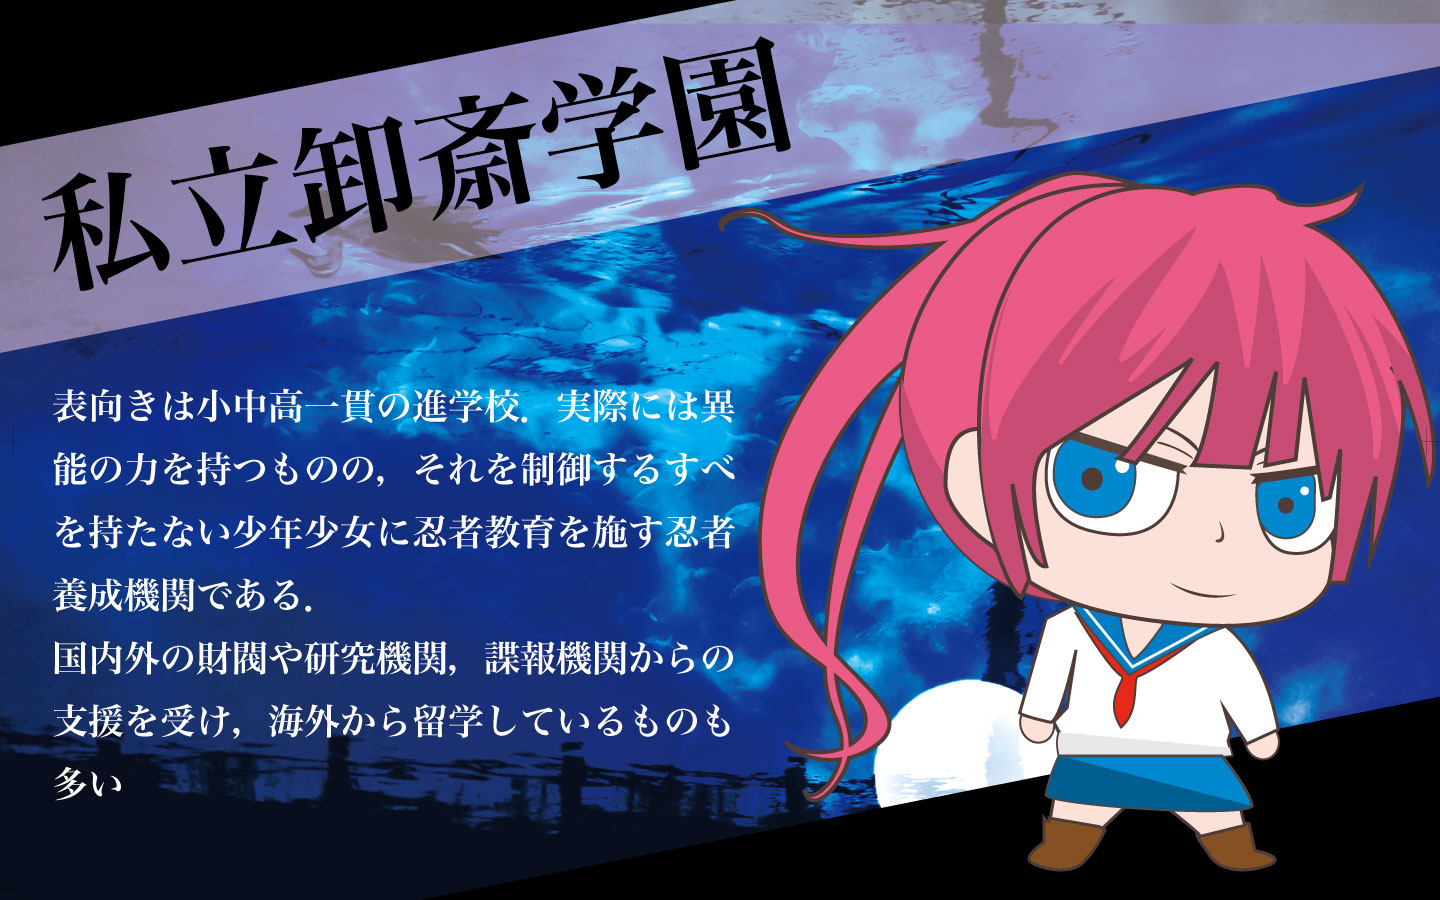 私立卸斎学園
表向きは小中高一貫の進学校．実際には異
能の力を持つものの，それを制御するすべ
を持たない少年少女に忍者教育を施す忍者
養成機関である．
国内外の財閥や研究機関，諜報機関からの
支援を受け，海外から留学しているものも
多い